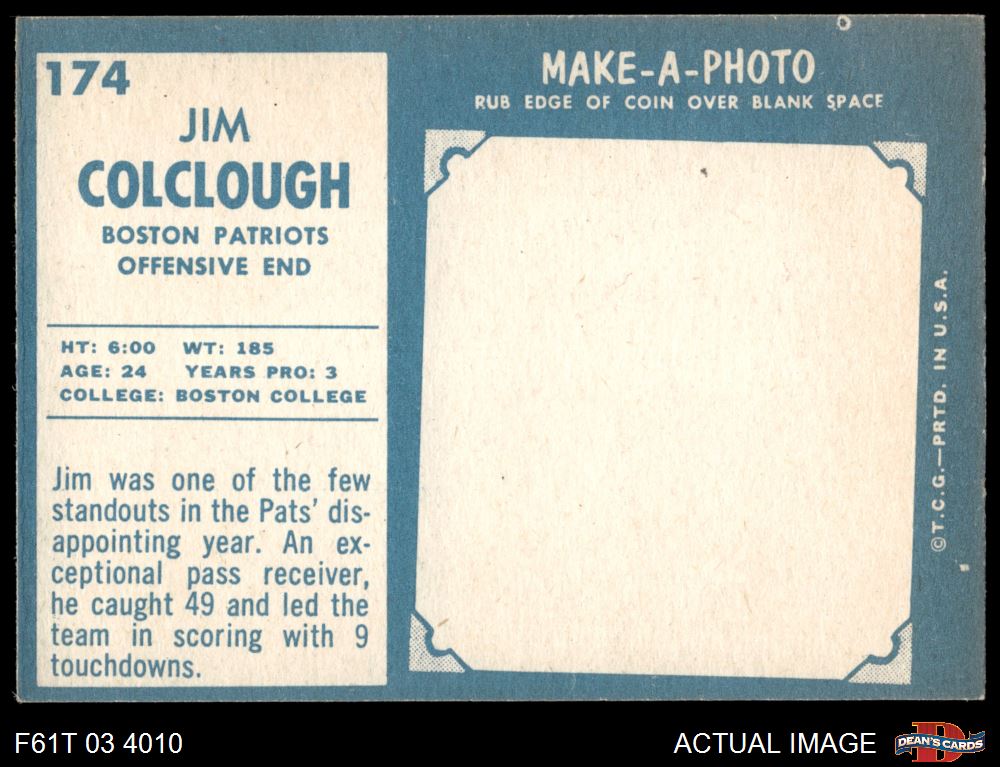 174
JIM
COLCLOUGH
BOSTON PATRIOTS
OFFENSIVE END
HT: 6:00 WT: 185
AGE: 24 YEARS PRO: 3
COLLEGE: BOSTON COLLEGE
Jim was one of the few
standouts in the Pats' dis-
appointing year. An ex-
ceptional pass receiver,
he caught 49 and led the
team in scoring with 9
touchdowns.
MAKE-A-PHOTO
RUB EDGE OF COIN OVER BLANK SPACE
©T.C.G.—PRTD. IN U.S.A.
F61T 03 4010
ACTUAL IMAGE
D
DEAN'S CARDS